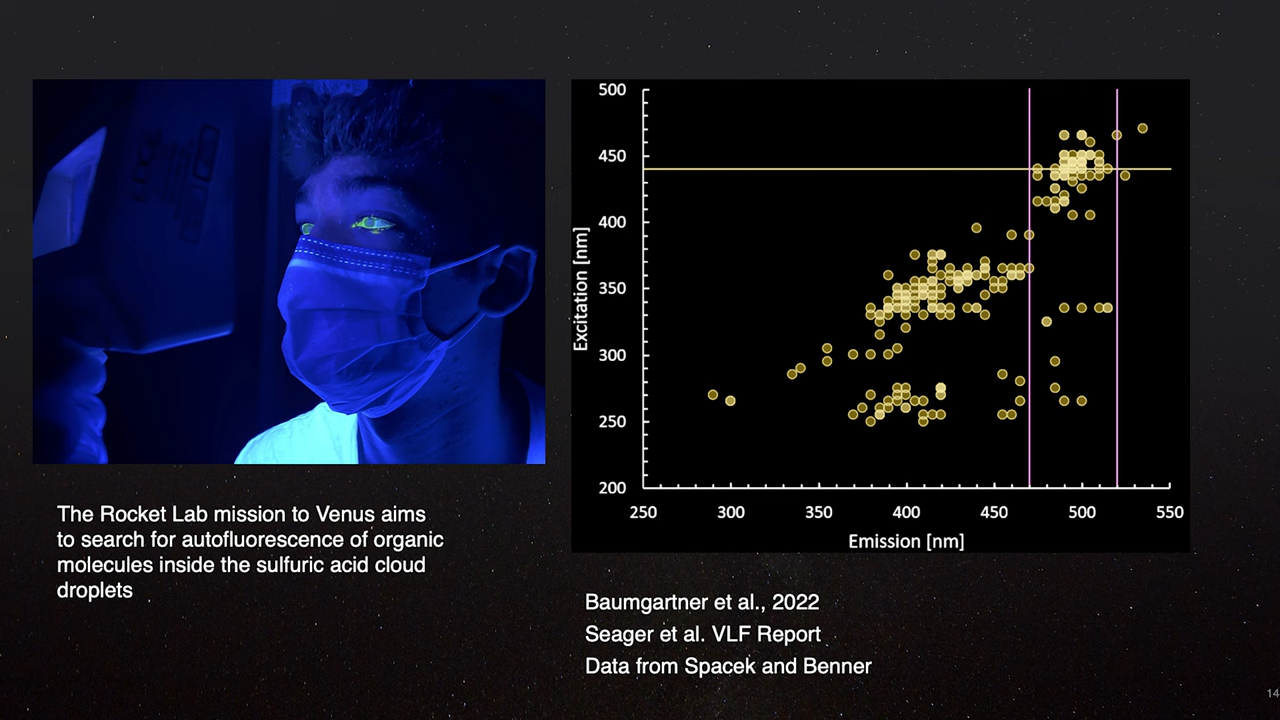 The Rocket Lab mission to Venus aims
to search for autofluorescence of organic
molecules inside the sulfuric acid cloud
droplets
500
450
400
350
300
250
200
Excitation [nm]
250 300 350 400 450 500 550
Emission [nm]
Baumgartner et al., 2022
Seager et al. VLF Report
Data from Spacek and Benner
14